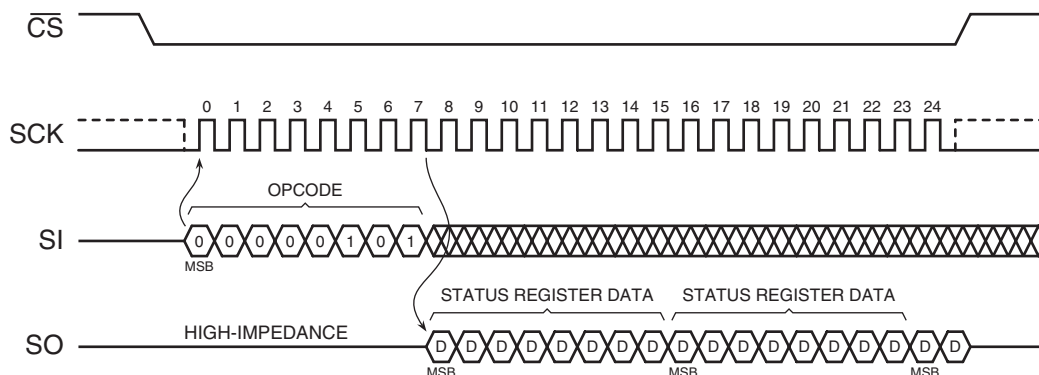 CS
0 1 2 3 4 5 6 7 8 9 10 11 12 13 14 15 16 17 18 19 20 21 22 23 24
SCK
OPCODE
SI 0 0 0 0 0 1 0 1
MSB
STATUS REGISTER DATA STATUS REGISTER DATA
HIGH-IMPEDANCE
SO D D D D D D D D D D D D D D D D D D
MSB MSB MSB